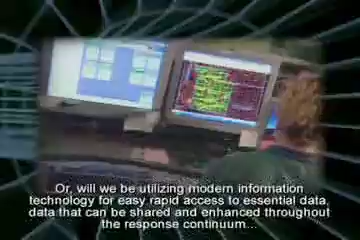 Or, will we be utilizing modern information
technology for easy rapid access to essential data,
data that can be shared and enhanced throughout
the response continuum...